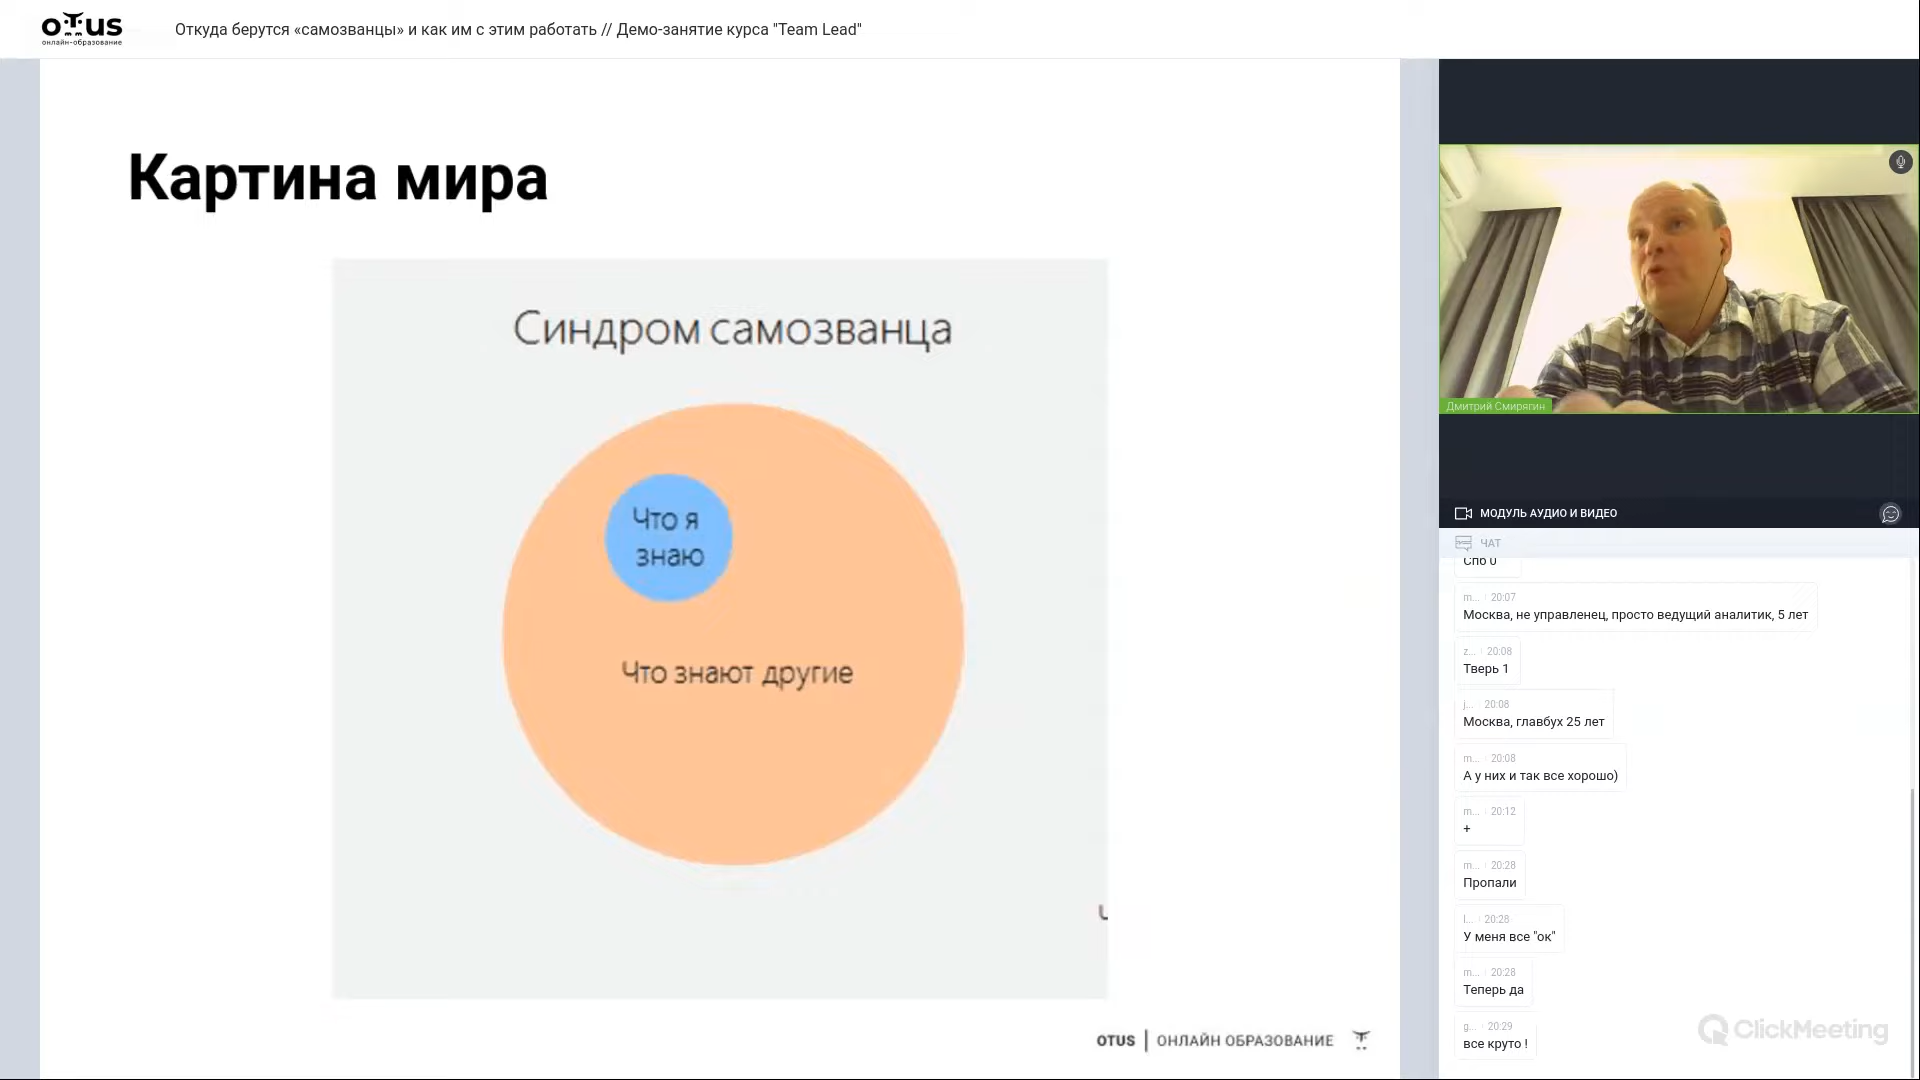 OTUS
онлайн-образование
Откуда берутся «самозванцы» и как им с этим работать // Демо-занятие курса "Team Lead"
Картина мира
Синдром самозванца
Что я
знаю
Что знают другие
OTUS | ОНЛАЙН ОБРАЗОВАНИЕ
Дмитрий Смирягин
МОДУЛЬ АУДИО И ВИДЕО
ЧАТ
Спб 0
m... 20:07
Москва, не управленец, просто ведущий аналитик, 5 лет
z... 20:08
Тверь 1
j... 20:08
Москва, главбух 25 лет
m... 20:08
А у них и так все хорошо)
m... 20:12
+
m... 20:28
Пропали
l... 20:28
У меня все "ок"
m... 20:28
Теперь да
g... 20:29
все круто !
ClickMeeting